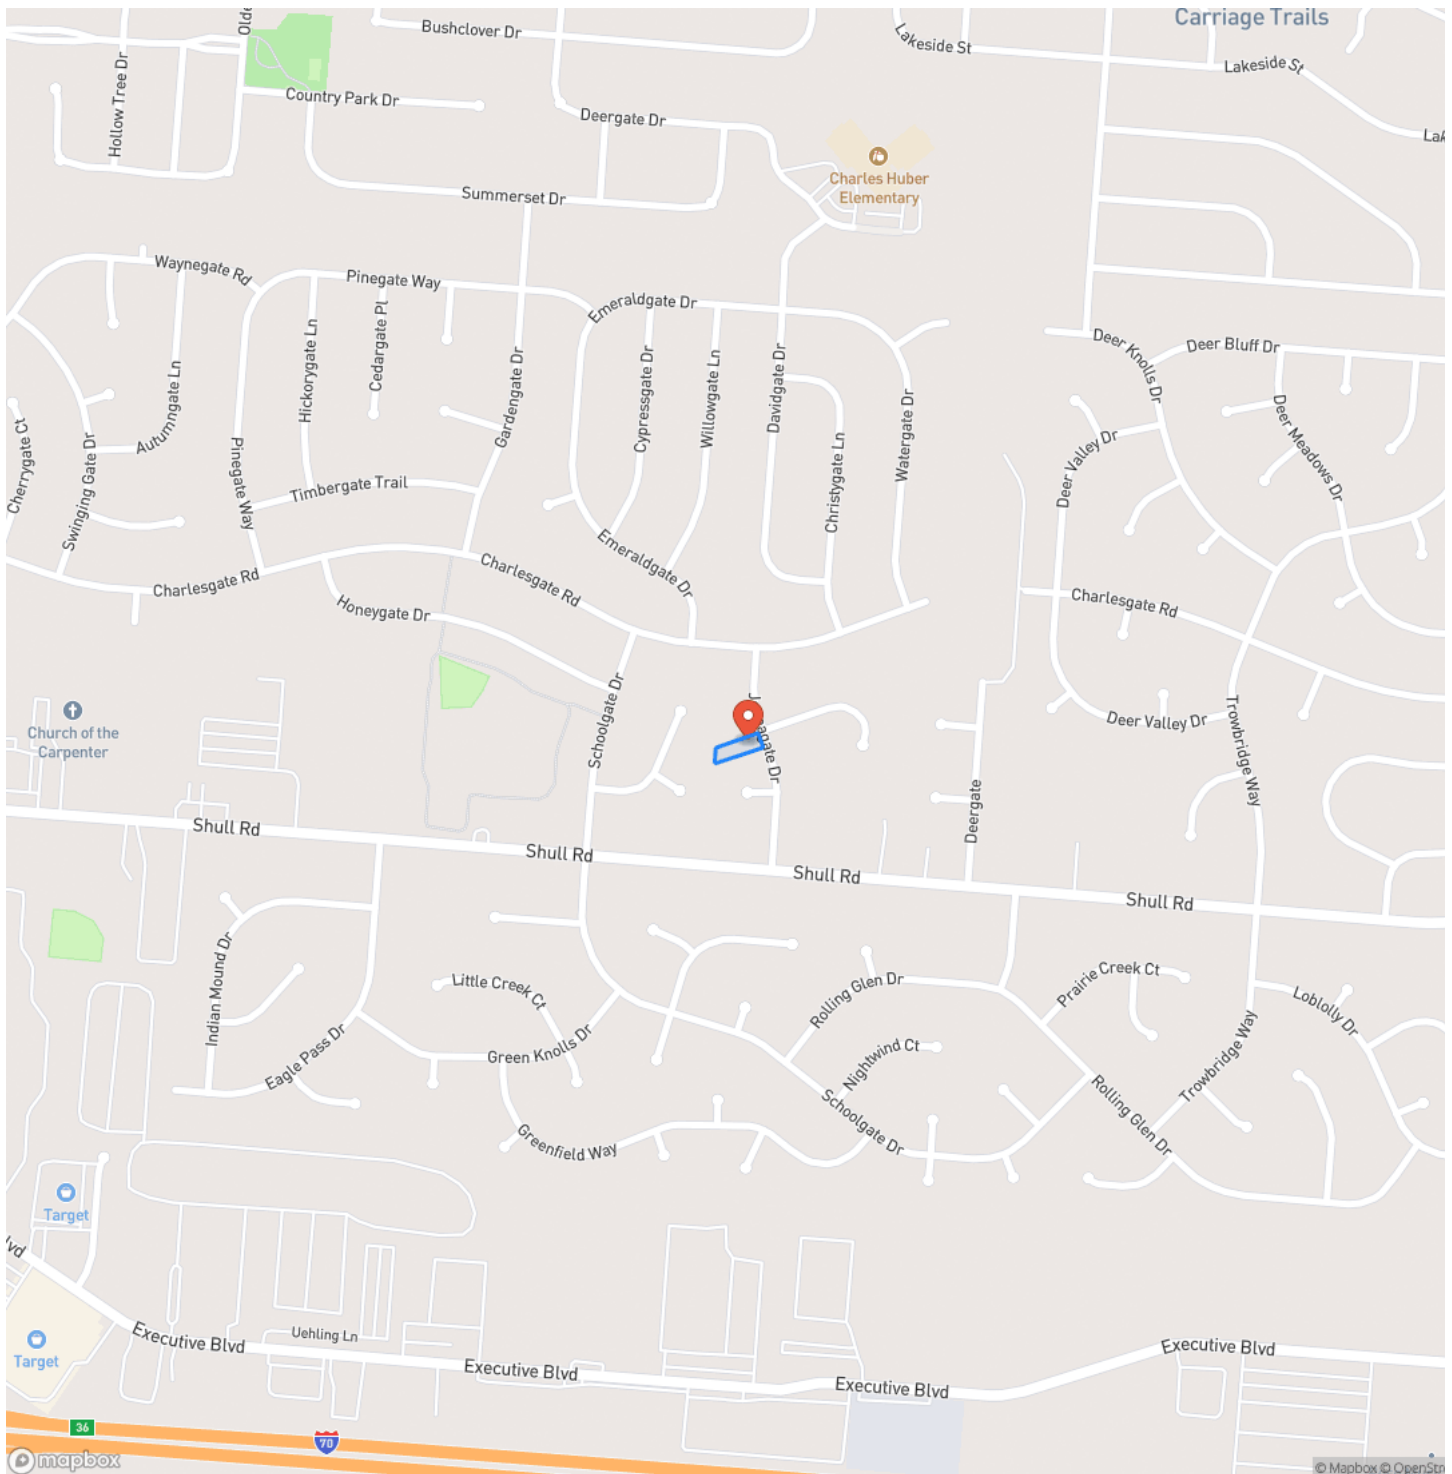 Carriage Trails
Olde
Bushclover Dr
Lakeside St
Lakeside St
Hollow Tree Dr
Country Park Dr
Deergate Dr
Lak
Charles Huber
Elementary
Summerset Dr
Waynegate Rd
Pinegate Way
Emeraldgate Dr
Deer Knolls Dr
Deer Bluff Dr
Hickorygate Ln
Cedargate Pl
Gardengate Dr
Cypressgate Dr
Willowgate Ln
Davidgate Dr
Watergate Dr
Autumngate Ln
Cherrygate Ct
Swinging Gate Dr
Pinegate Way
Christygate Ln
Deer Valley Dr
Deer Meadows Dr
Timbergate Trail
Emeraldgate Dr
Charlesgate Rd
Charlesgate Rd
Charlesgate Rd
Honeygate Dr
Schoolgate Dr
Church of the
Carpenter
agate Dr
Deer Valley Dr
Trowbridge Way
Deergate
Shull Rd
Shull Rd
Shull Rd
Shull Rd
Indian Mound Dr
Little Creek Ct
Rolling Glen Dr
Prairie Creek Ct
Loblolly Dr
Eagle Pass Dr
Green Knolls Dr
Nightwind Ct
Trowbridge Way
Schoolgate Dr
Rolling Glen Dr
Greenfield Way
Target
lvd
Executive Blvd
Uehling Ln
Executive Blvd
Executive Blvd
Executive Blvd
Target
36
70
mapbox
© Mapbox © OpenStre